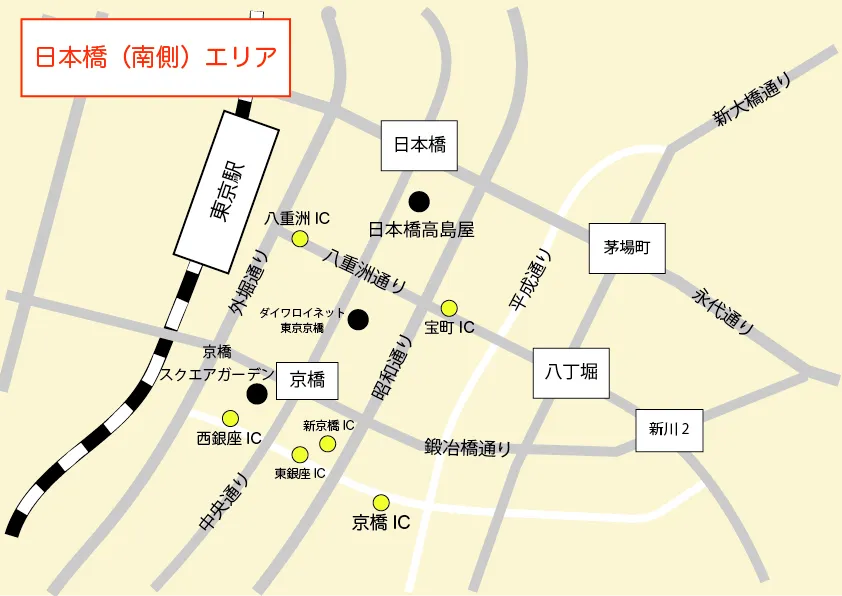 日本橋（南側）エリア
新大橋通り
日本橋
東京駅
八重洲 IC
日本橋高島屋
茅場町
八重洲通り
外堀通り
平成通り
永代通り
ダイワロイネット
東京京橋
宝町 IC
昭和通り
京橋
スクエアガーデン
京橋
八丁堀
西銀座 IC
新京橋 IC
新川 2
鍛冶橋通り
東銀座 IC
中央通り
京橋 IC